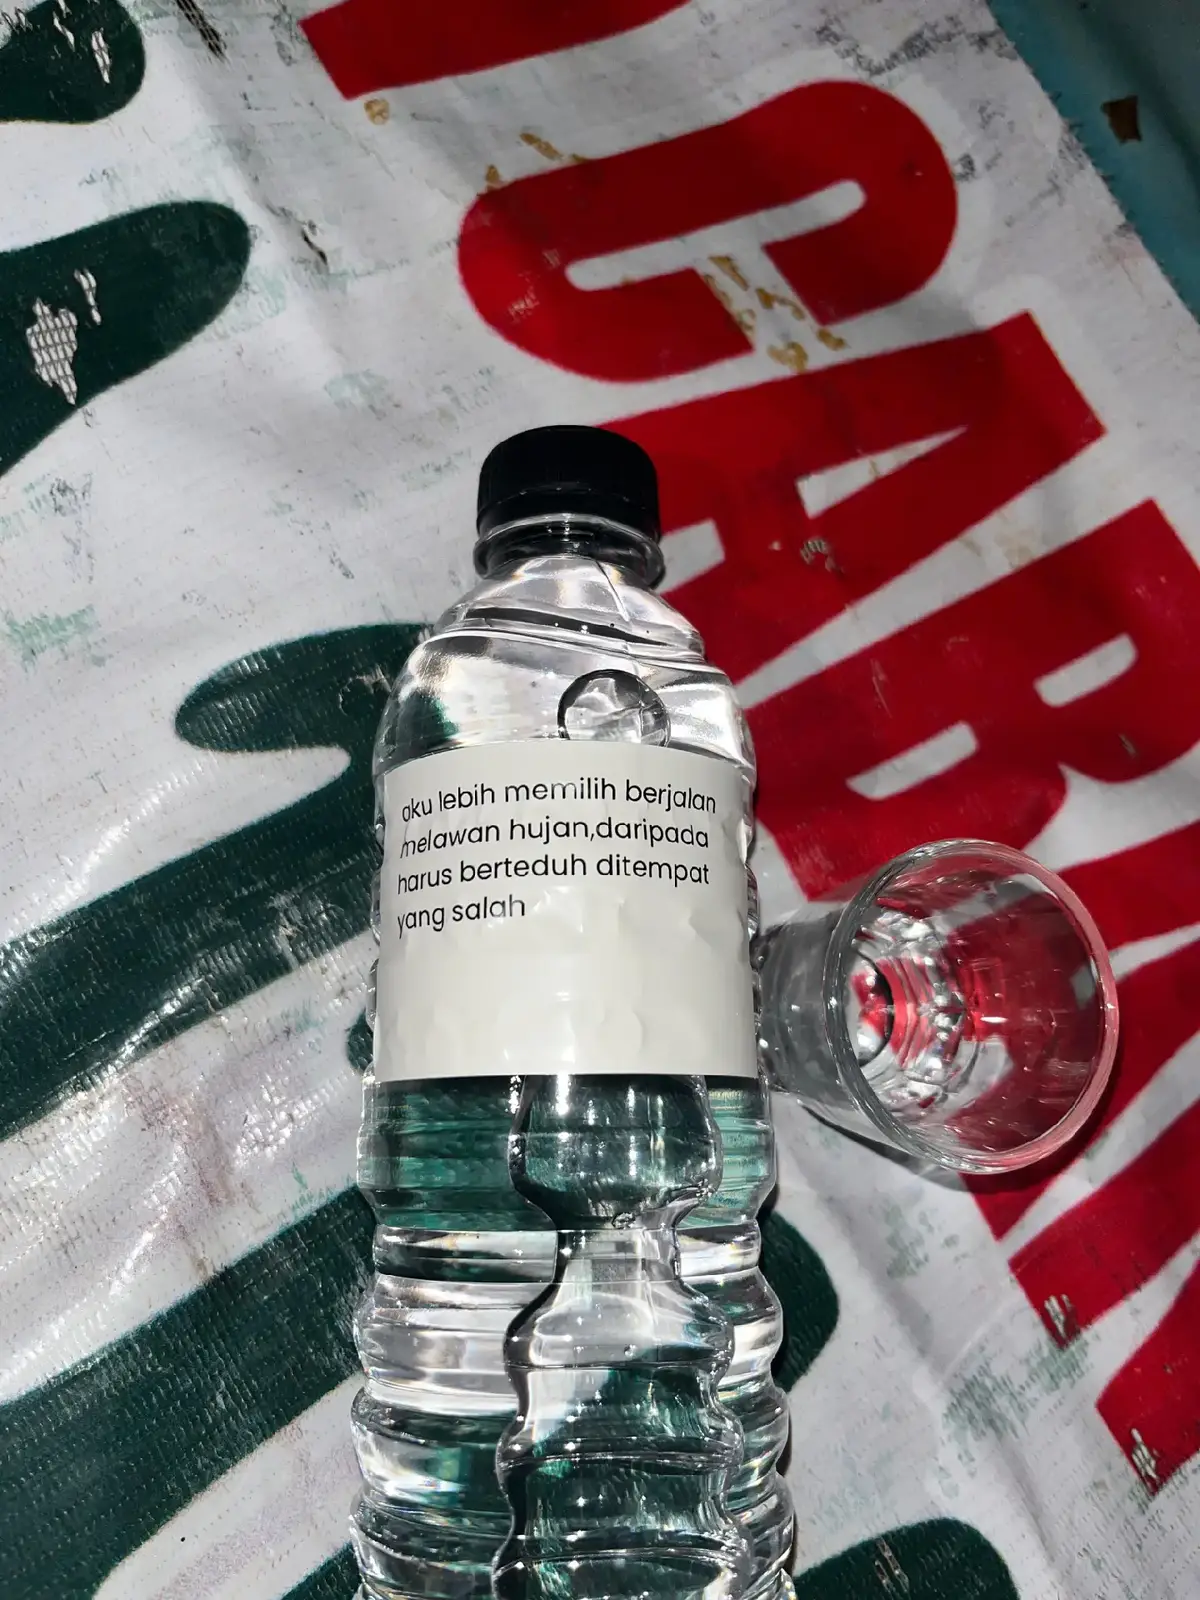 aku lebih memilih berjalan
melawan hujan,daripada
harus berteduh ditempat
yang salah